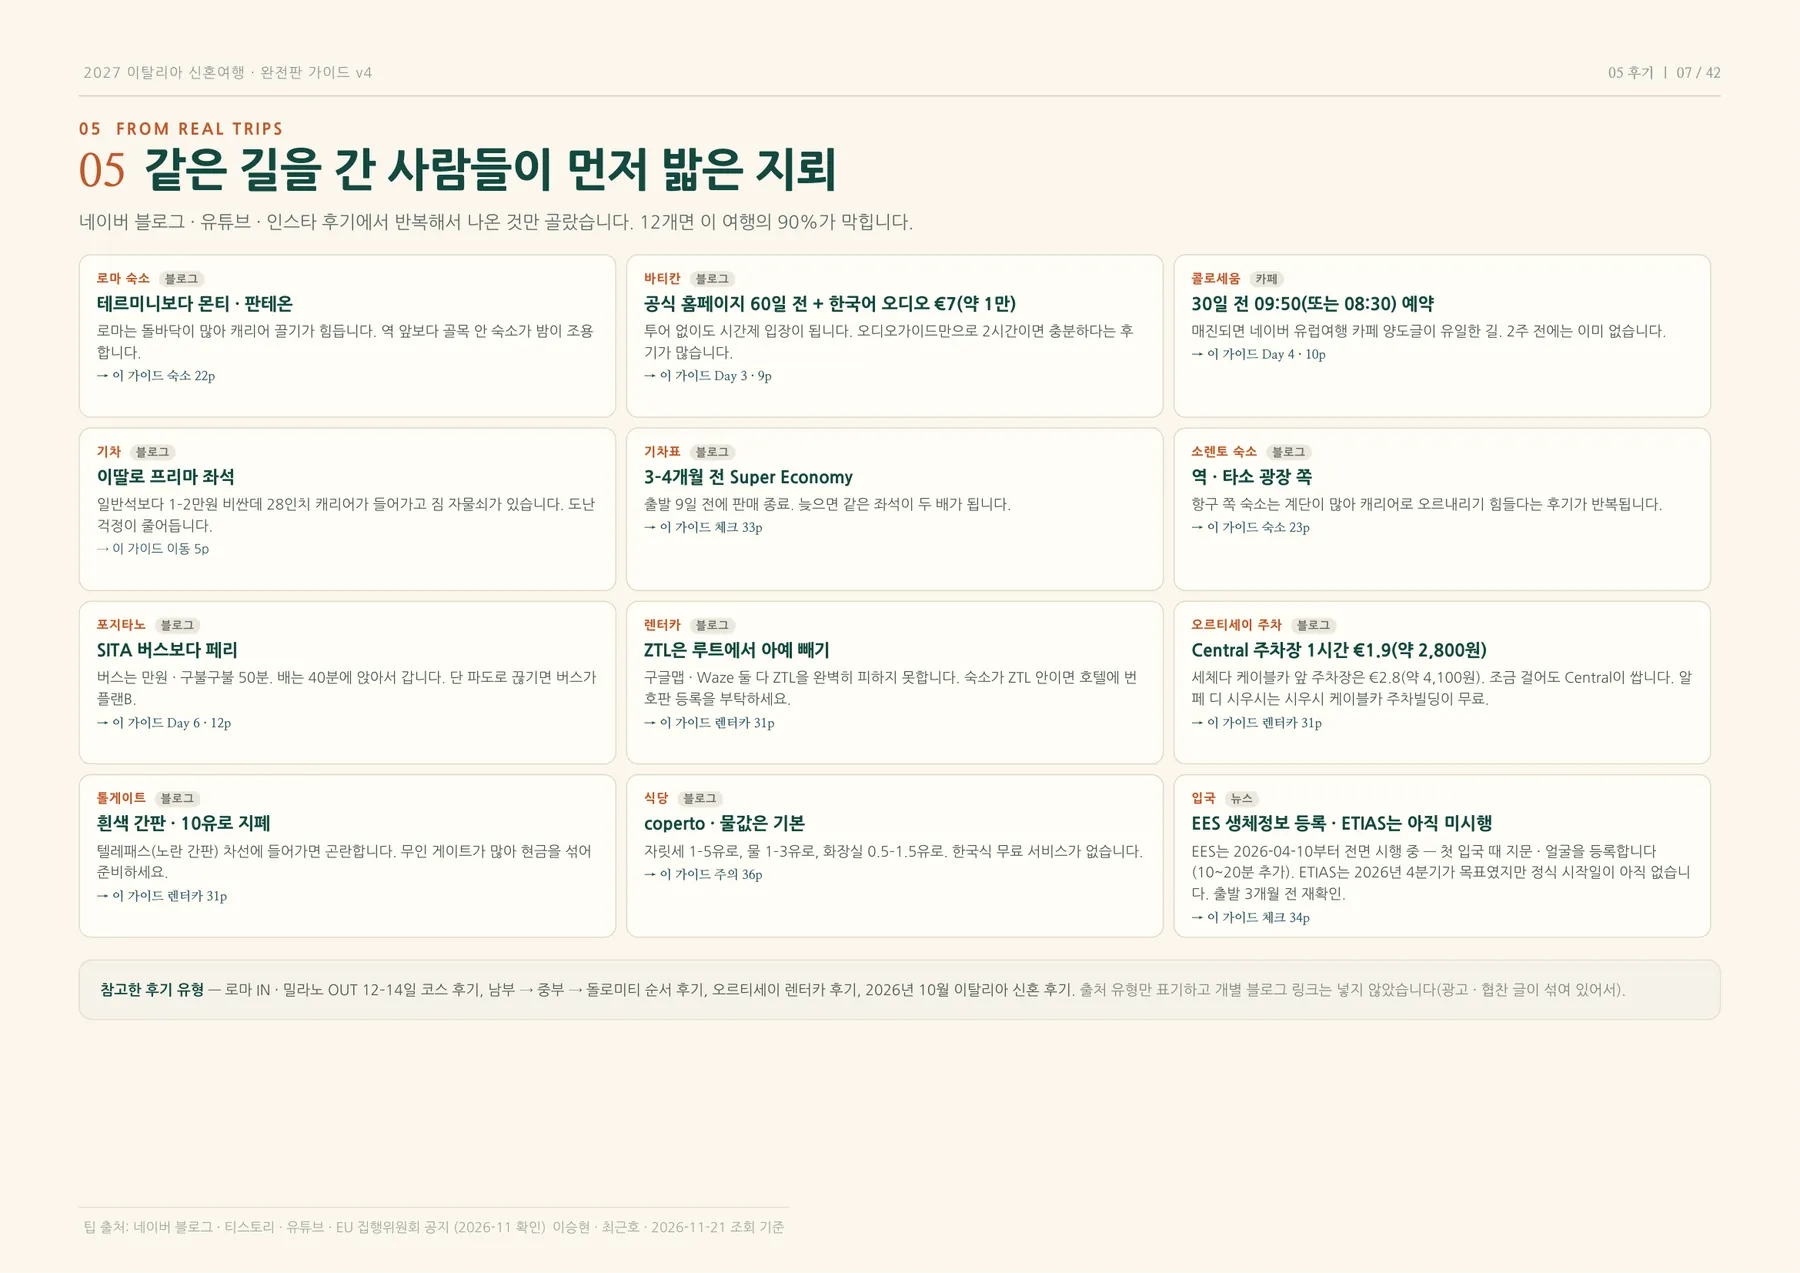 2027 이탈리아 신혼여행 · 완전판 가이드 v4
05 후기 | 07 / 42
05 FROM REAL TRIPS
05 같은 길을 간 사람들이 먼저 밟은 지뢰
네이버 블로그 · 유튜브 · 인스타 후기에서 반복해서 나온 것만 골랐습니다. 12개면 이 여행의 90%가 막힙니다.
로마 숙소 블로그
테르미니보다 몬티 · 판테온
로마는 돌바닥이 많아 캐리어 끌기가 힘듭니다. 역 앞보다 골목 안 숙소가 밤이 조용
합니다.
→ 이 가이드 숙소 22p
바티칸 블로그
공식 홈페이지 60일 전 + 한국어 오디오 €7(약 1만)
투어 없이도 시간제 입장이 됩니다. 오디오가이드만으로 2시간이면 충분하다는 후
기가 많습니다.
→ 이 가이드 Day 3 · 9p
콜로세움 카페
30일 전 09:50(또는 08:30) 예약
매진되면 네이버 유럽여행 카페 양도글이 유일한 길. 2주 전에는 이미 없습니다.
→ 이 가이드 Day 4 · 10p
기차 블로그
이딸로 프리마 좌석
일반석보다 1-2만원 비싼데 28인치 캐리어가 들어가고 짐 자물쇠가 있습니다. 도난
걱정이 줄어듭니다.
→ 이 가이드 이동 5p
기차표 블로그
3-4개월 전 Super Economy
출발 9일 전에 판매 종료. 늦으면 같은 좌석이 두 배가 됩니다.
→ 이 가이드 체크 33p
소렌토 숙소 블로그
역 · 타소 광장 쪽
항구 쪽 숙소는 계단이 많아 캐리어로 오르내리기 힘들다는 후기가 반복됩니다.
→ 이 가이드 숙소 23p
포지타노 블로그
SITA 버스보다 페리
버스는 만원 · 구불구불 50분. 배는 40분에 앉아서 갑니다. 단 파도로 끊기면 버스가
플랜B.
→ 이 가이드 Day 6 · 12p
렌터카 블로그
ZTL은 루트에서 아예 빼기
구글맵 · Waze 둘 다 ZTL을 완벽히 피하지 못합니다. 숙소가 ZTL 안이면 호텔에 번
호판 등록을 부탁하세요.
→ 이 가이드 렌터카 31p
오르티세이 주차 블로그
Central 주차장 1시간 €1.9(약 2,800원)
세체다 케이블카 앞 주차장은 €2.8(약 4,100원). 조금 걸어도 Central이 쌉니다. 알
페 디 시우시는 시우시 케이블카 주차빌딩이 무료.
→ 이 가이드 렌터카 31p
톨게이트 블로그
흰색 간판 · 10유로 지폐
텔레패스(노란 간판) 차선에 들어가면 곤란합니다. 무인 게이트가 많아 현금을 섞어
준비하세요.
→ 이 가이드 렌터카 31p
식당 블로그
coperto · 물값은 기본
자릿세 1-5유로, 물 1-3유로, 화장실 0.5-1.5유로. 한국식 무료 서비스가 없습니다.
→ 이 가이드 주의 36p
입국 뉴스
EES 생체정보 등록 · ETIAS는 아직 미시행
EES는 2026-04-10부터 전면 시행 중 — 첫 입국 때 지문 · 얼굴을 등록합니다
(10~20분 추가). ETIAS는 2026년 4분기가 목표였지만 정식 시작일이 아직 없습니
다. 출발 3개월 전 재확인.
→ 이 가이드 체크 34p
참고한 후기 유형 — 로마 IN · 밀라노 OUT 12-14일 코스 후기, 남부 → 중부 → 돌로미티 순서 후기, 오르티세이 렌터카 후기, 2026년 10월 이탈리아 신혼 후기. 출처 유형만 표기하고 개별 블로그 링크는 넣지 않았습니다(광고 · 협찬 글이 섞여 있어서).
팁 출처: 네이버 블로그 · 티스토리 · 유튜브 · EU 집행위원회 공지 (2026-11 확인) 이승현 · 최근호 · 2026-11-21 조회 기준